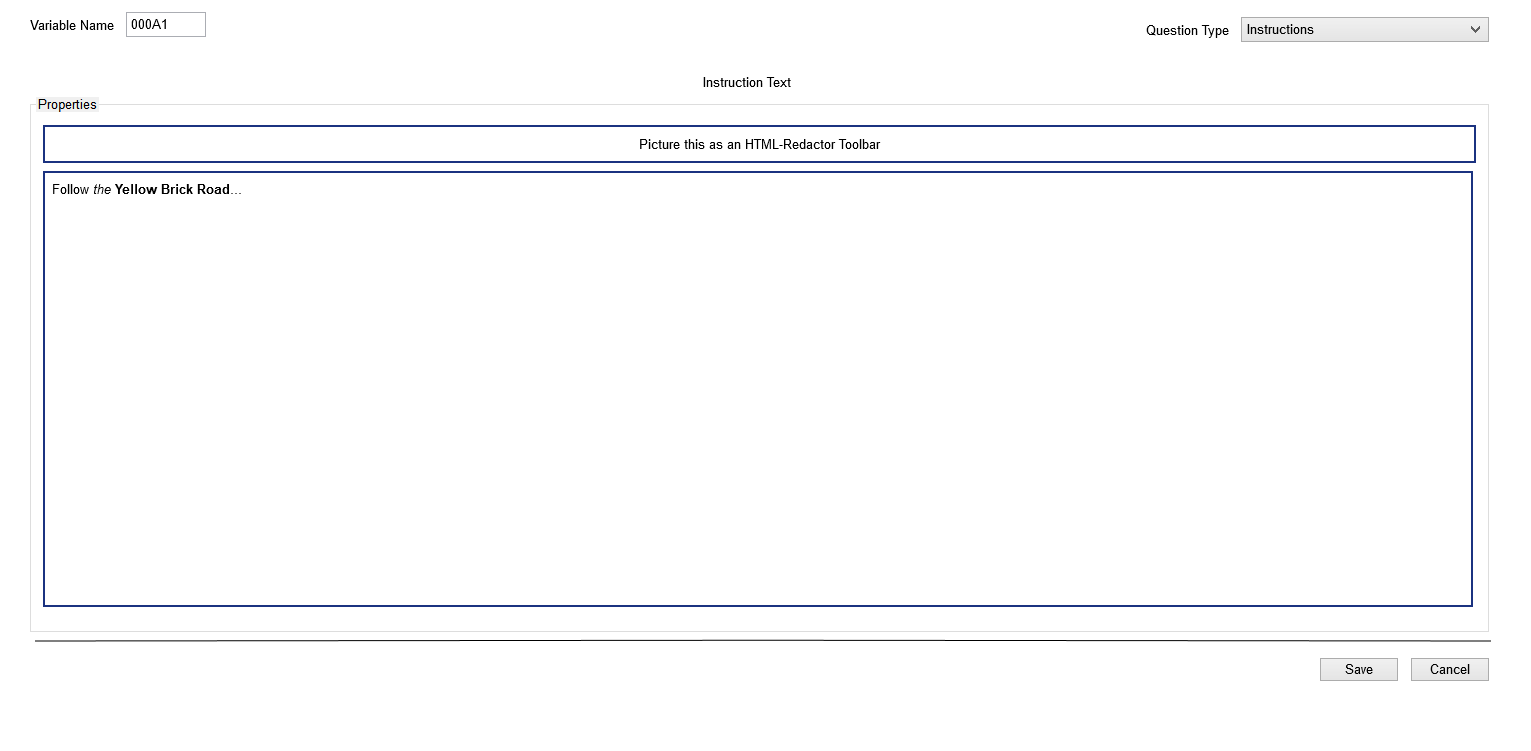 Variable Name 000A1
Question Type Instructions
Instruction Text
Properties
Picture this as an HTML-Redactor Toolbar
Follow the Yellow Brick Road...
Save Cancel